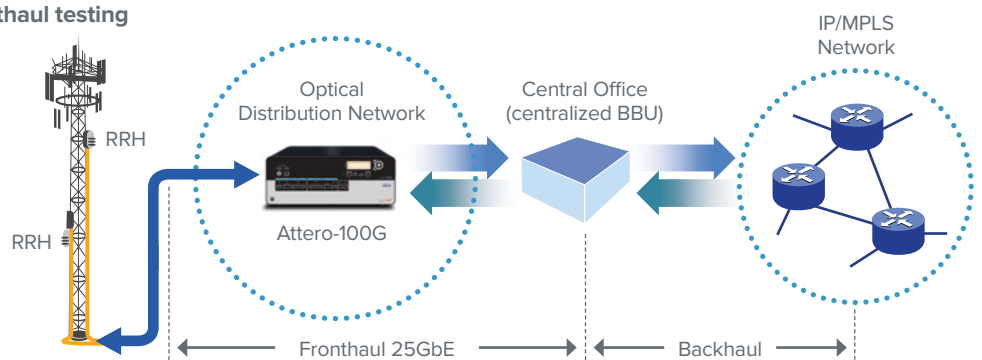 thaul testing
IP/MPLS
Network
Optical
Distribution Network
Central Office
(centralized BBU)
RRH
RRH
Attero-100G
Fronthaul 25GbE
Backhaul